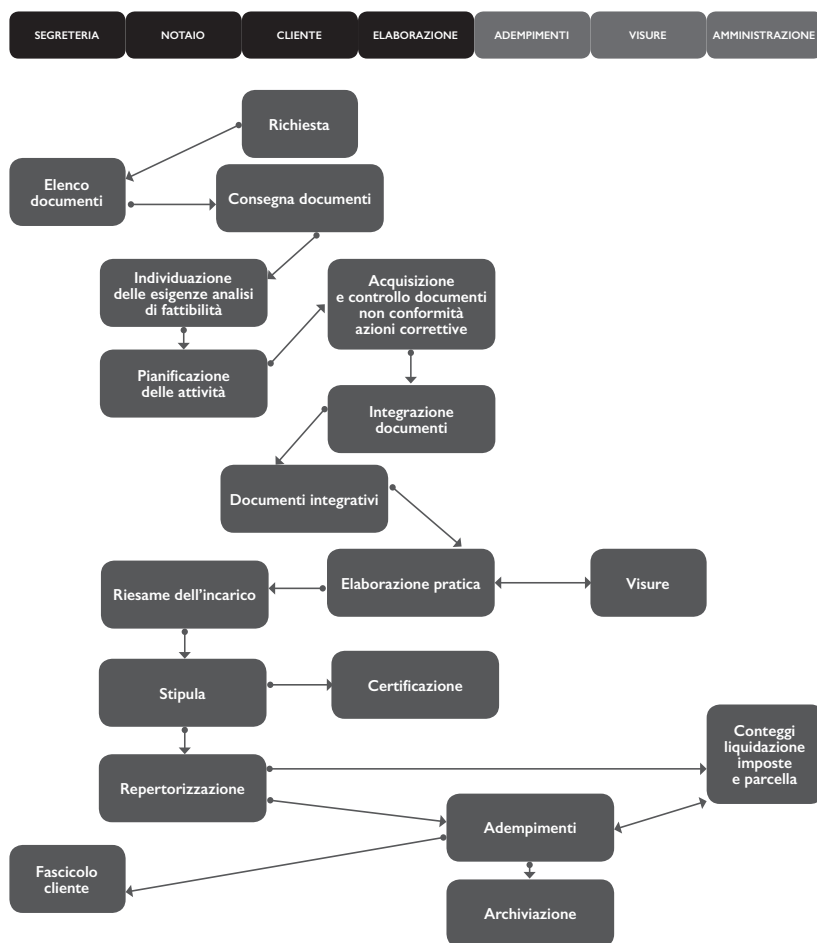 SEGRETERIA
NOTAIO
CLIENTE
ELABORAZIONE
ADEMPIMENTI
VISURE
AMMINISTRAZIONE
Richiesta
Elenco
documenti
Consegna documenti
Individuazione
delle esigenze analisi
di fattibilità
Acquisizione
e controllo documenti
non conformità
azioni correttive
Pianificazione
delle attività
Integrazione
documenti
Documenti integrativi
Riesame dell’incarico
Elaborazione pratica
Visure
Stipula
Certificazione
Conteggi
liquidazione
imposte
e parcella
Repertorizzazione
Adempimenti
Fascicolo
cliente
Archiviazione